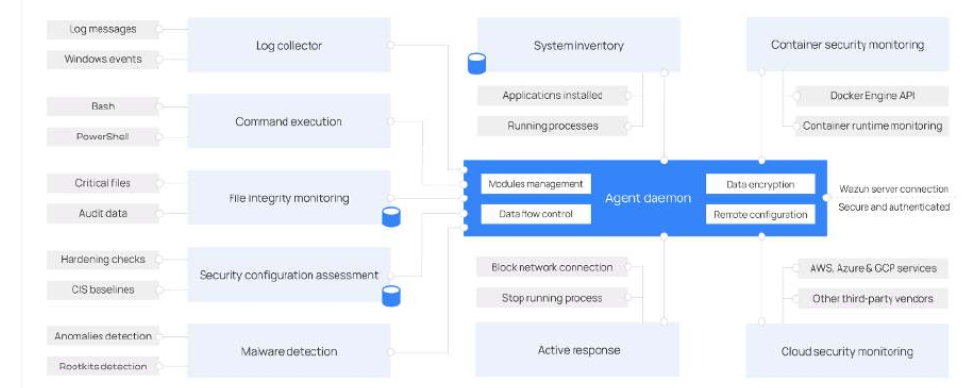 Log messages
Windows events
Log collector
Bash
PowerShell
Command execution
Critical files
Audit data
File integrity monitoring
Hardening checks
CIS baselines
Security configuration assessment
Anomalies detection
Rootkits detection
Malware detection
System inventory
Applications installed
Running processes
Container security monitoring
Docker Engine API
Container runtime monitoring
Modules management
Data flow control
Agent daemon
Data encryption
Remote configuration
Wazuh server connection
Secure and authenticated
Block network connection
Stop running process
Active response
AWS, Azure & GCP services
Other third-party vendors
Cloud security monitoring